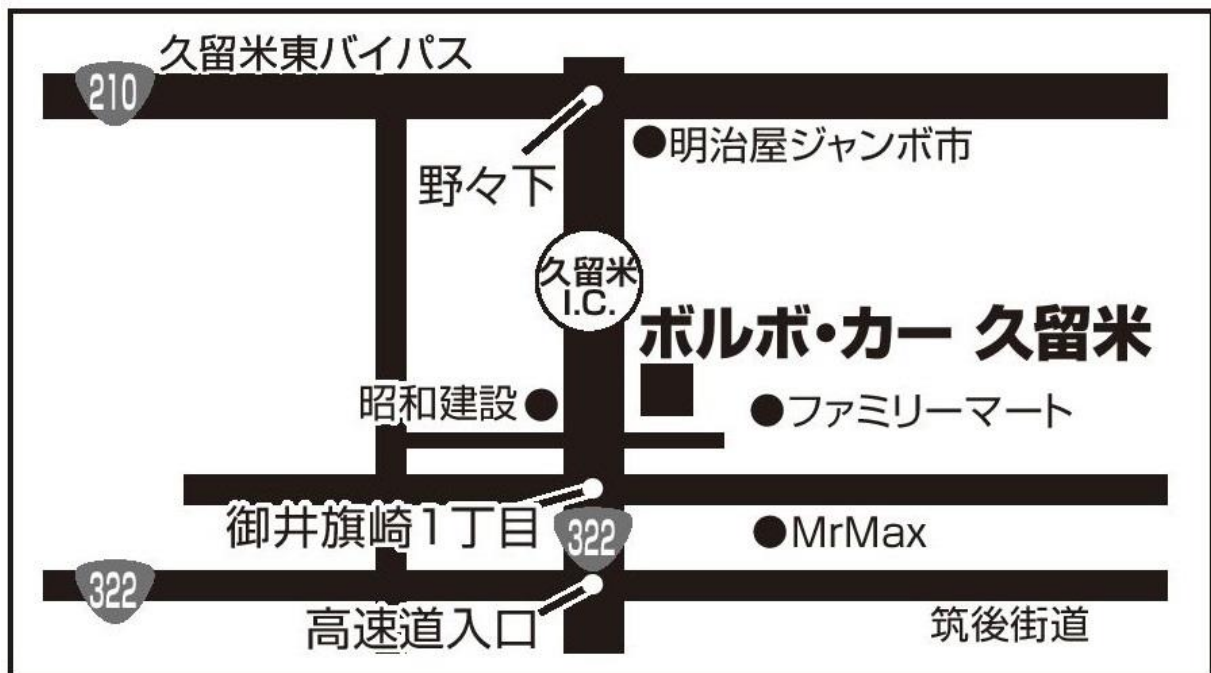 久留米東バイパス
210
明治屋ジャンボ市
野々下
久留米
I.C.
ボルボ・カー 久留米
昭和建設
ファミリーマート
御井旗崎1丁目
322
MrMax
322
高速道入口
筑後街道